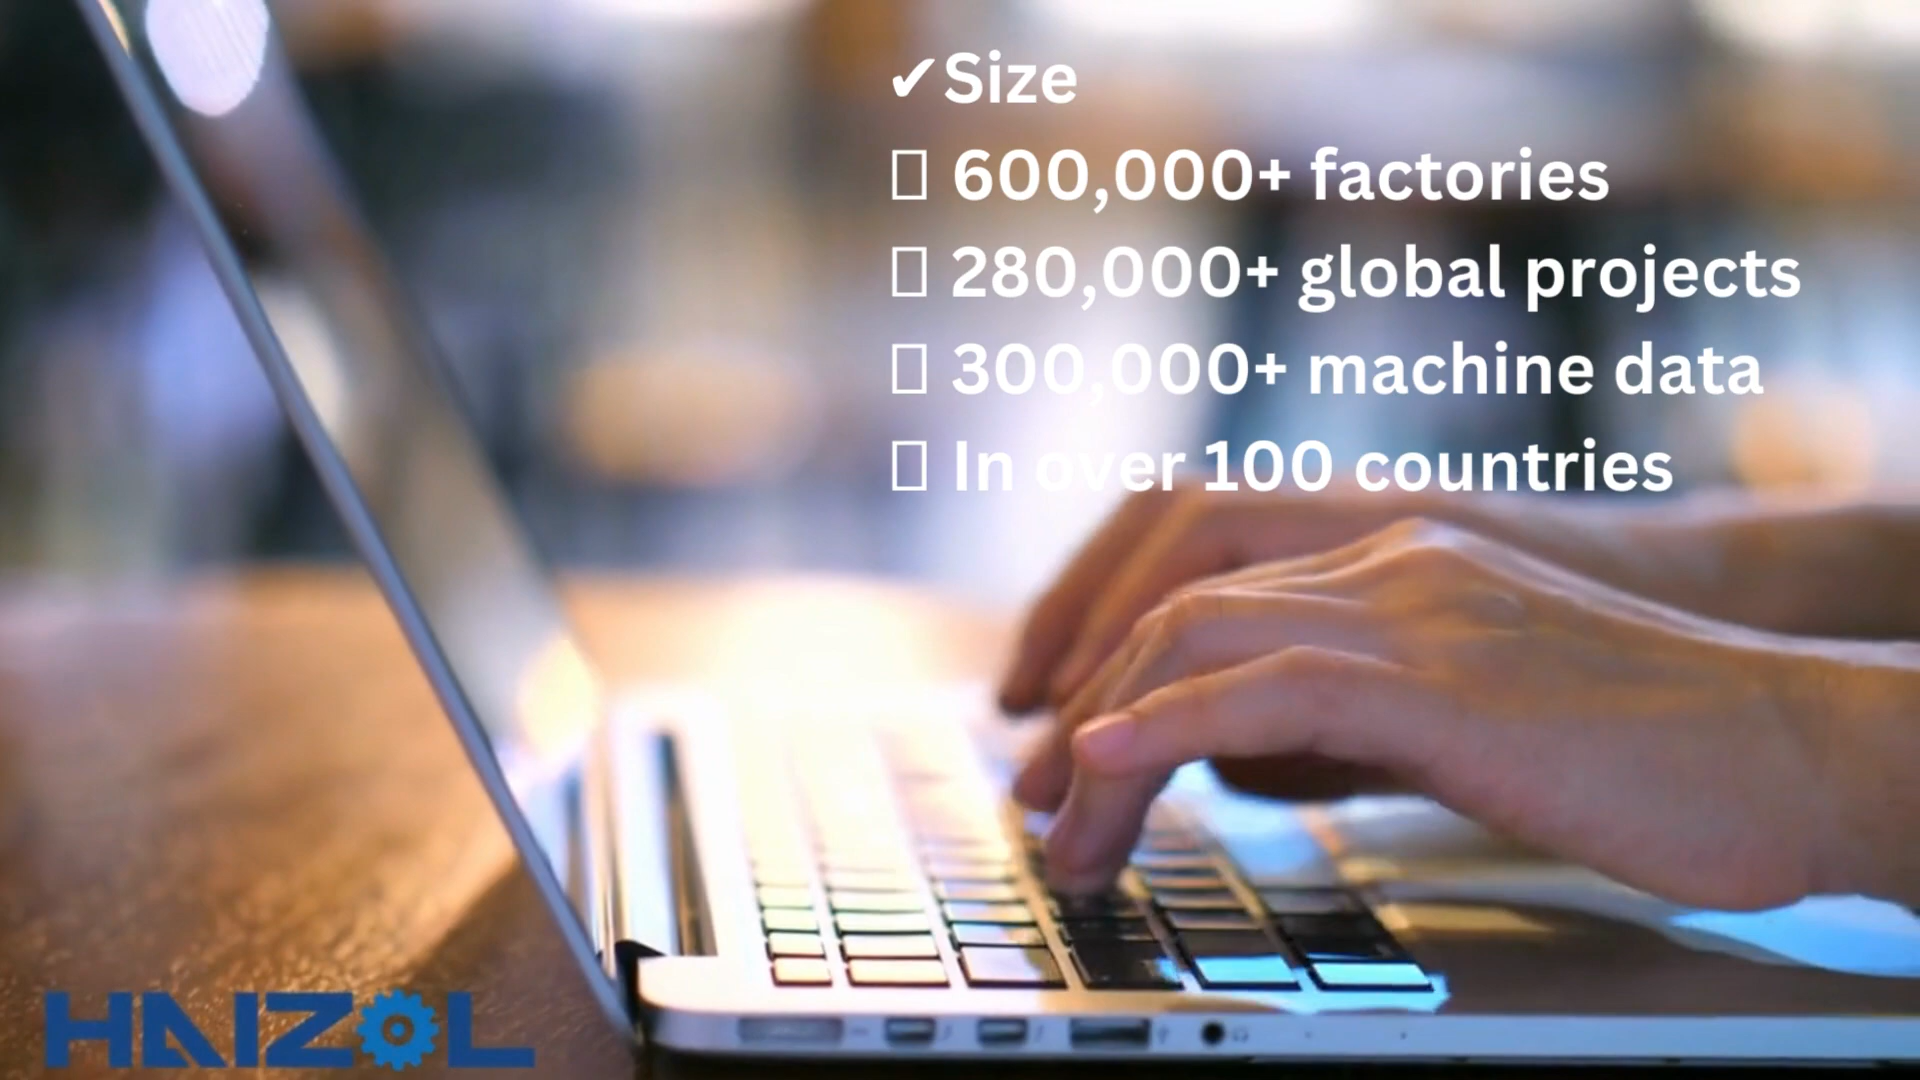 ✔Size
▯ 600,000+ factories
▯ 280,000+ global projects
▯ 300,000+ machine data
▯ In over 100 countries
HAIZOL